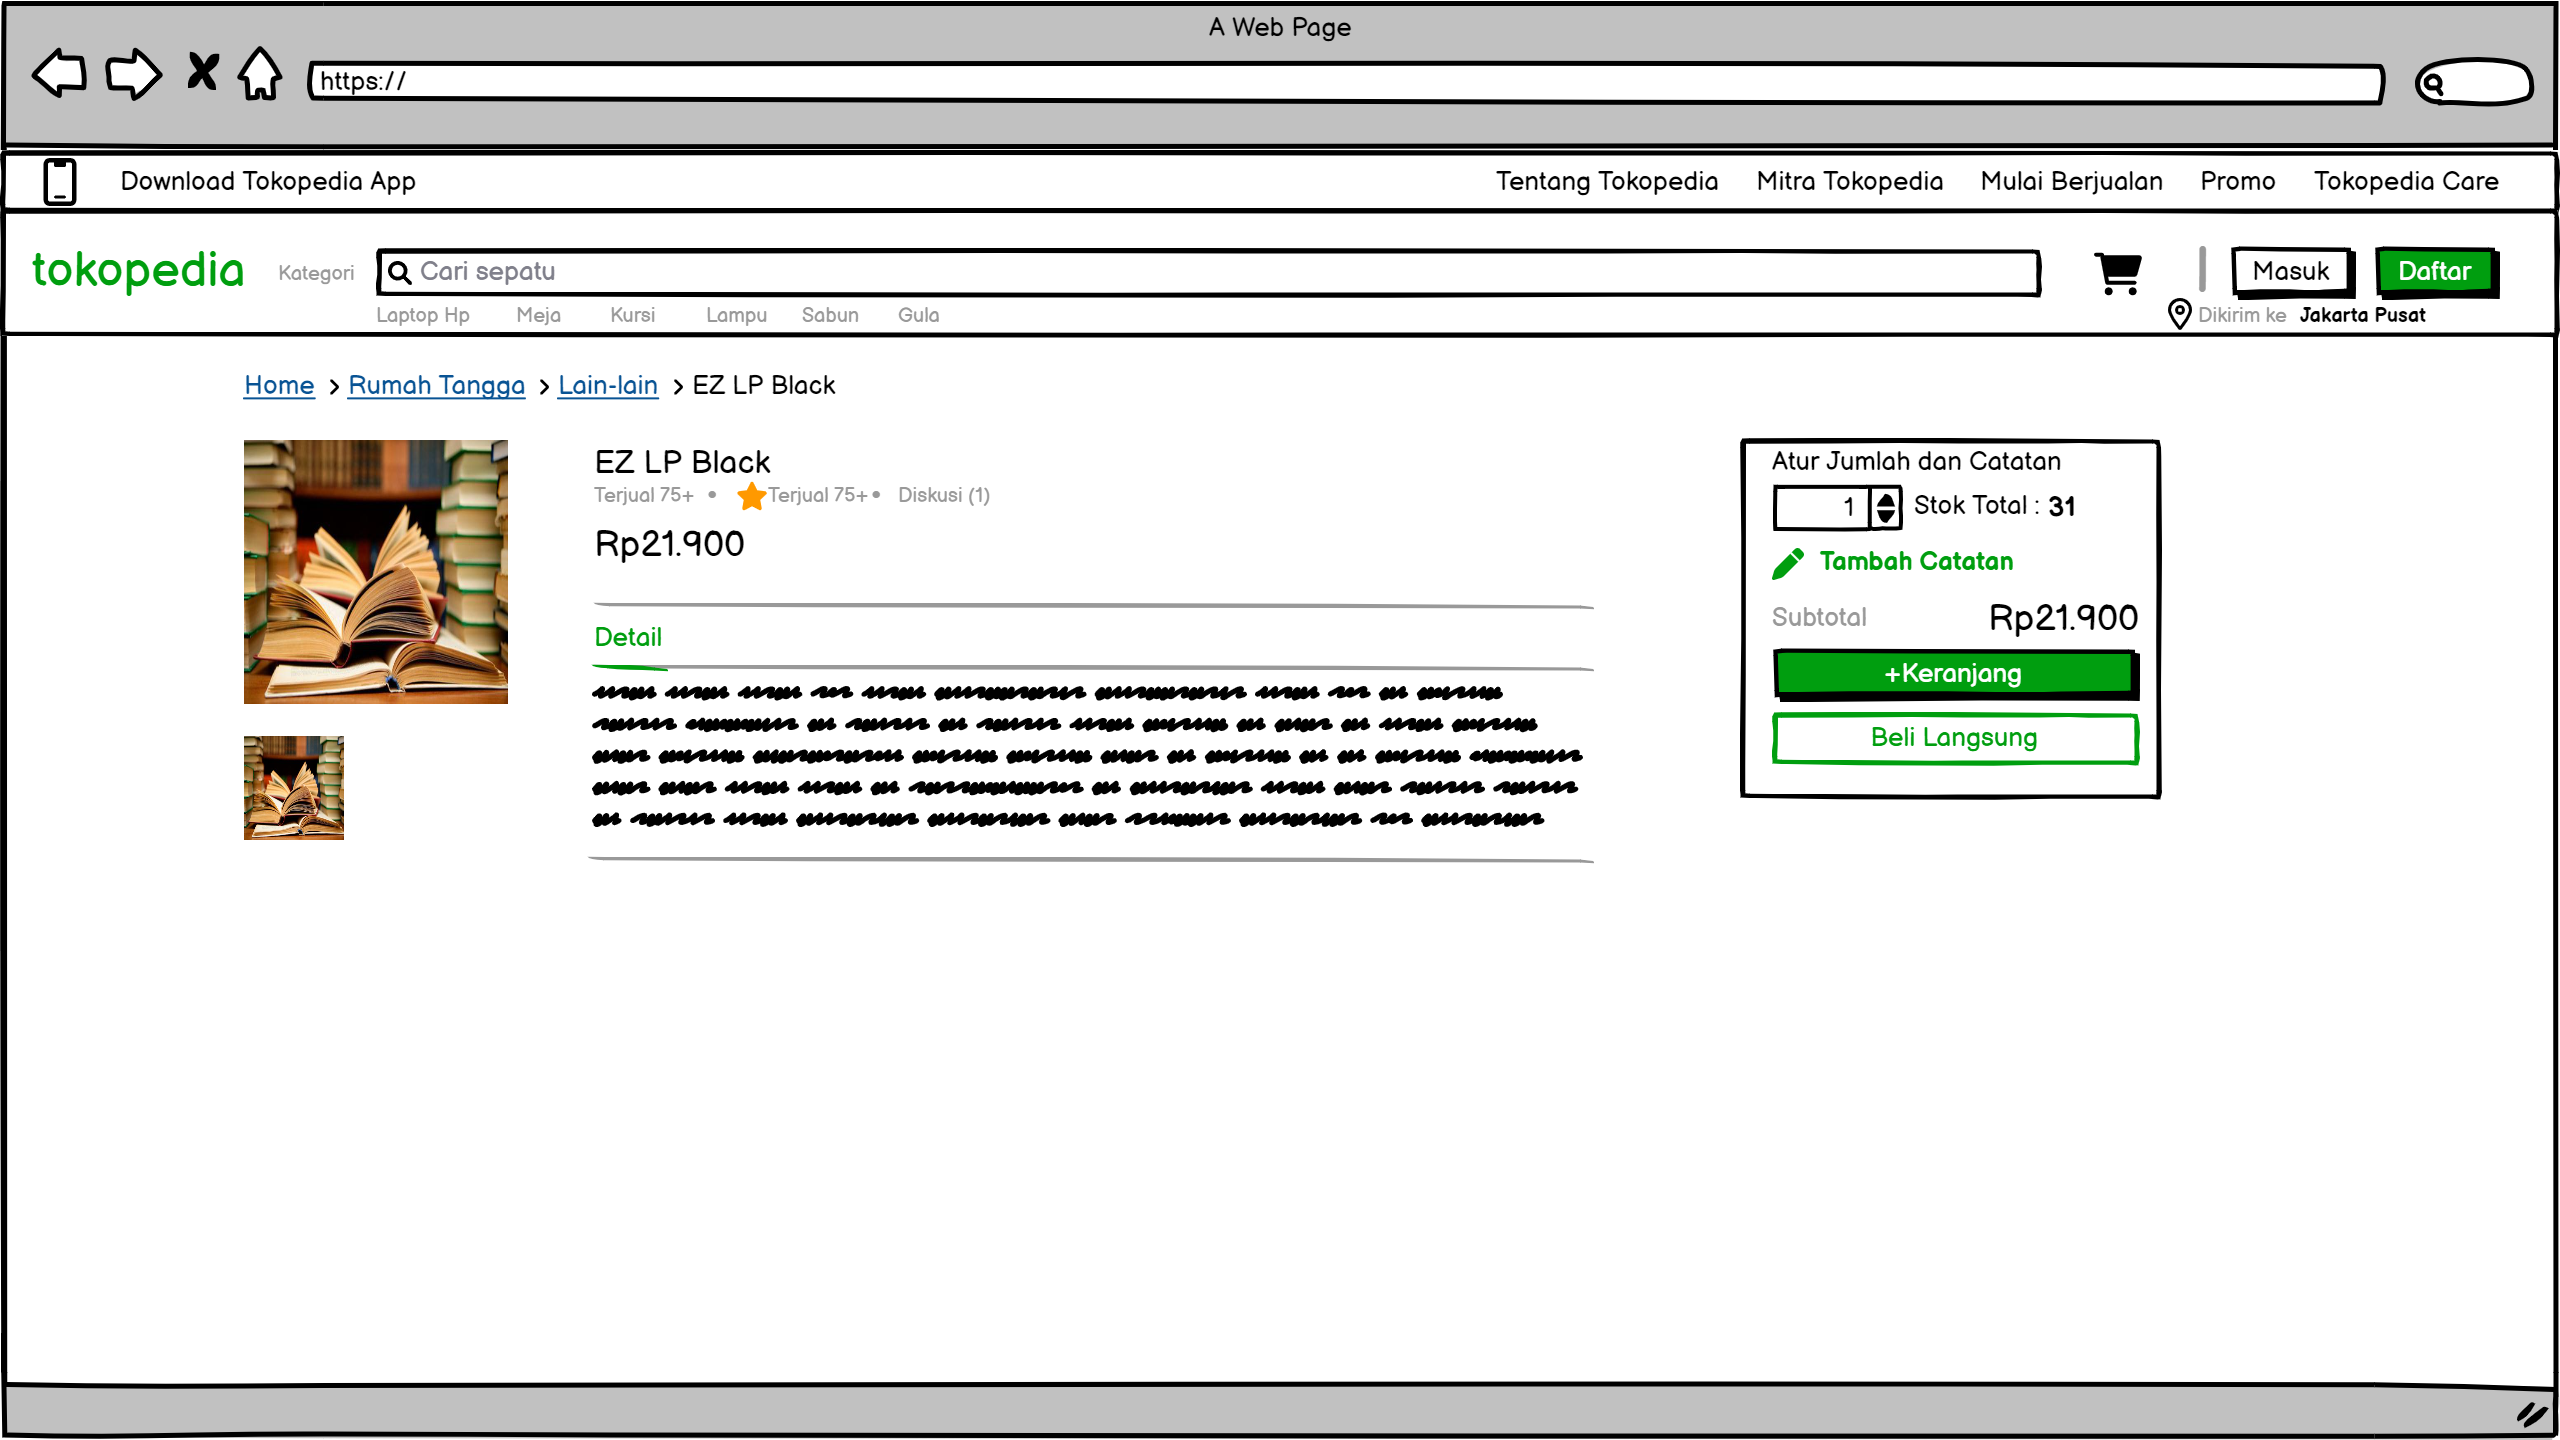 A Web Page
https://
Download Tokopedia App Tentang Tokopedia Mitra Tokopedia Mulai Berjualan Promo Tokopedia Care
tokopedia Kategori Cari sepatu Masuk Daftar
Laptop Hp Meja Kursi Lampu Sabun Gula Dikirim ke Jakarta Pusat
Home > Rumah Tangga > Lain-lain > EZ LP Black
EZ LP Black
Terjual 75+ • Terjual 75+ • Diskusi (1)
Rp21.900
Detail
Atur Jumlah dan Catatan
1 Stok Total : 31
Tambah Catatan
Subtotal Rp21.900
+Keranjang
Beli Langsung